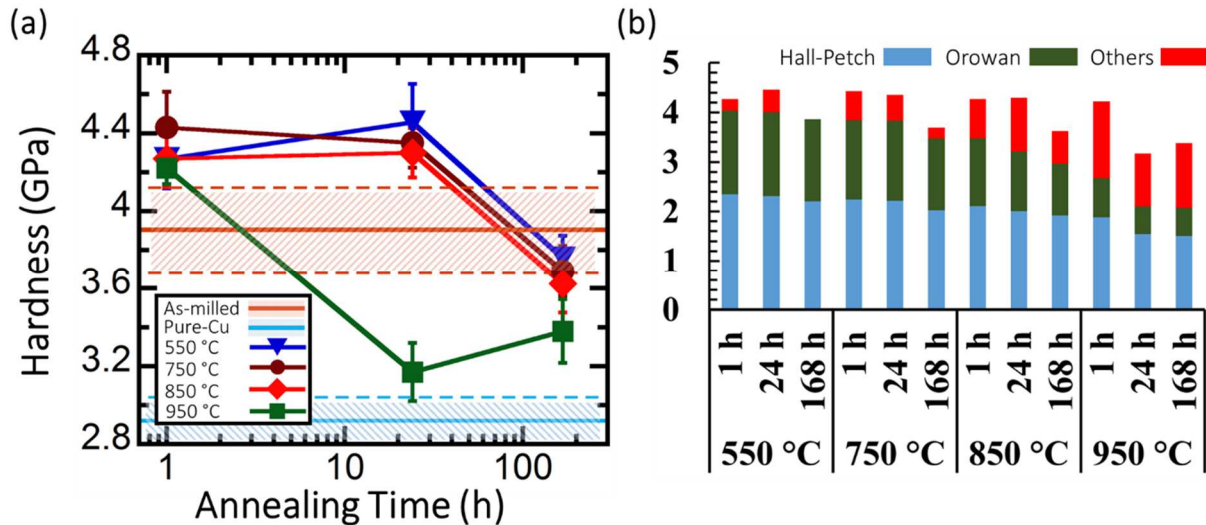 (a)
4.8
4.4
4
3.6
3.2
2.8
Hardness (GPa)
As-milled
Pure-Cu
550 °C
750 °C
850 °C
950 °C
1 10 100
Annealing Time (h)
(b)
Hall-Petch Orowan Others
5
4
3
2
1
0
1 h 24 h 168 h 1 h 24 h 168 h 1 h 24 h 168 h 1 h 24 h 168 h
550 °C 750 °C 850 °C 950 °C